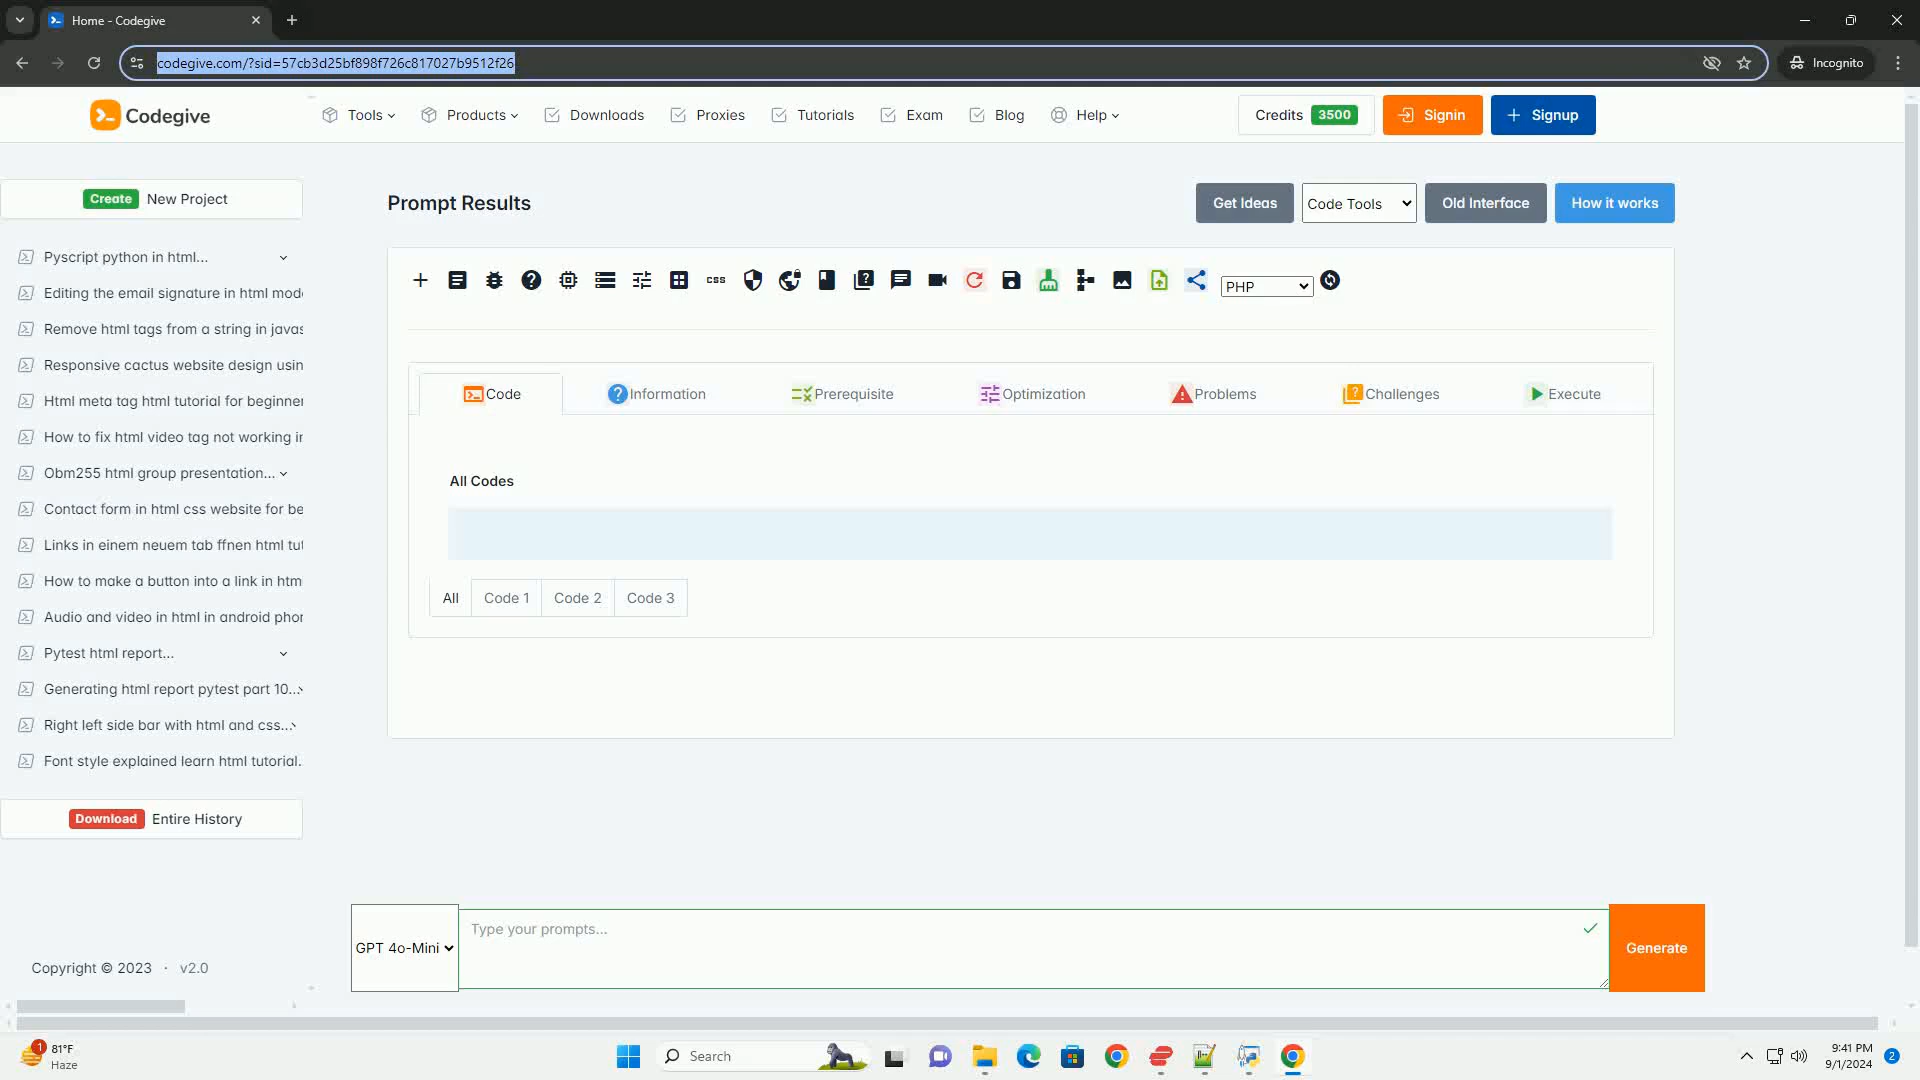 Home - Codegive
codegive.com/?sid=57cb3d25bf898f726c817027b9512f26
Incognito
Codegive
Tools
Products
Downloads
Proxies
Tutorials
Exam
Blog
Help
Credits 3500
Signin
Signup
Create New Project
Pyscript python in html...
Editing the email signature in html mod
Remove html tags from a string in javas
Responsive cactus website design usin
Html meta tag html tutorial for beginner
How to fix html video tag not working in
Obm255 html group presentation...
Contact form in html css website for be
Links in einem neuem tab ffnen html tu
How to make a button into a link in htm
Audio and video in html in android phor
Pytest html report...
Generating html report pytest part 10...
Right left side bar with html and css...
Font style explained learn html tutorial.
Download Entire History
Copyright © 2023 · v2.0
Prompt Results
Get Ideas
Code Tools
Old Interface
How it works
css
PHP
Code
Information
Prerequisite
Optimization
Problems
Challenges
Execute
All Codes
All
Code 1
Code 2
Code 3
GPT 4o-Mini
Type your prompts...
Generate
1
81°F
Haze
Search
9:41 PM
9/1/2024
2